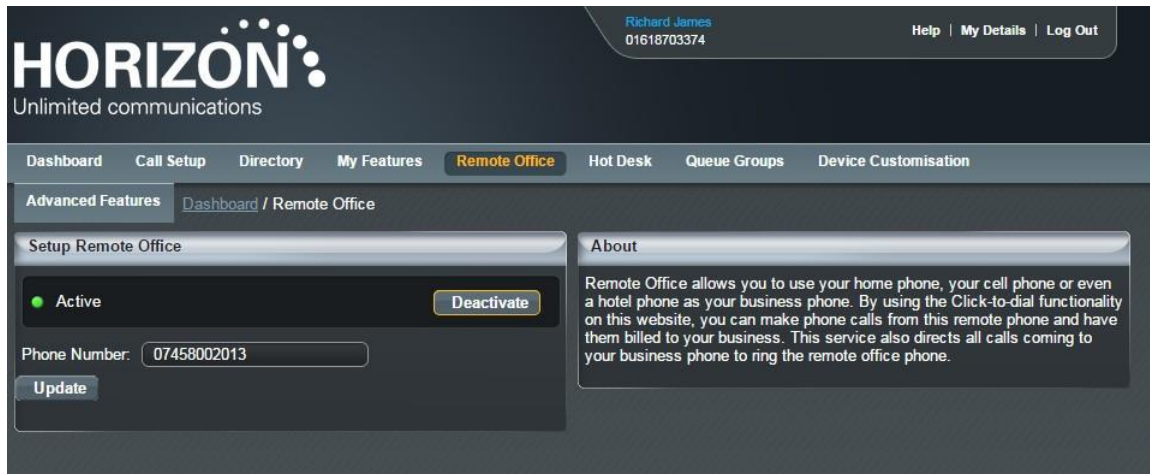 HORIZON
Unlimited communications
Richard James
01618703374
Help | My Details | Log Out
Dashboard Call Setup Directory My Features Remote Office Hot Desk Queue Groups Device Customisation
Advanced Features Dashboard / Remote Office
Setup Remote Office
Active Deactivate
Phone Number: 07458002013
Update
About
Remote Office allows you to use your home phone, your cell phone or even
a hotel phone as your business phone. By using the Click-to-dial functionality
on this website, you can make phone calls from this remote phone and have
them billed to your business. This service also directs all calls coming to
your business phone to ring the remote office phone.